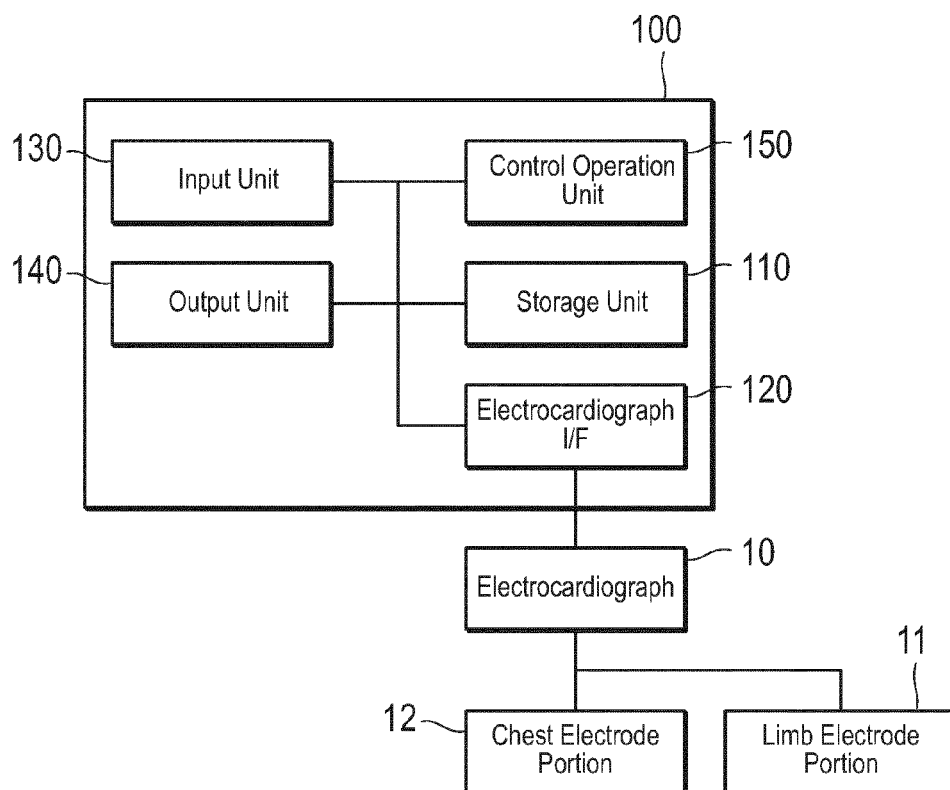 100
130
Input Unit
150
Control Operation
Unit
140
Output Unit
110
Storage Unit
120
Electrocardiograph
I/F
10
Electrocardiograph
11
12
Chest Electrode
Portion
Limb Electrode
Portion